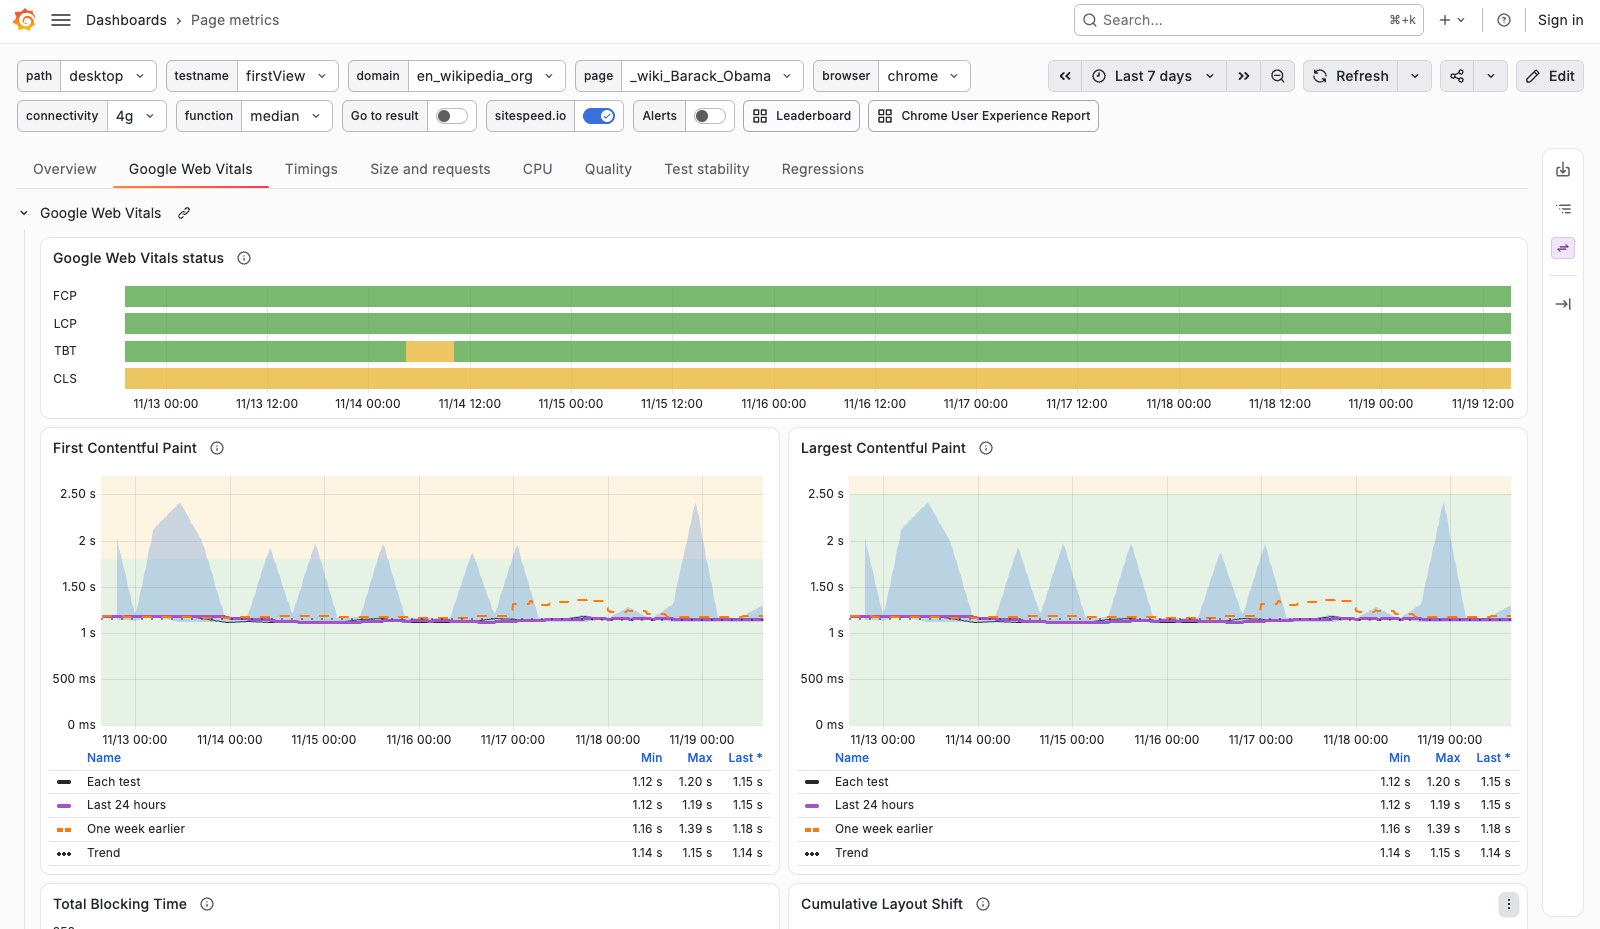 Dashboards › Page metrics
Search... ⌘+k
Sign in
path desktop testname firstView domain en_wikipedia_org page _wiki_Barack_Obama browser chrome
Last 7 days Refresh Edit
connectivity 4g function median Go to result sitespeed.io Alerts Leaderboard Chrome User Experience Report
Overview Google Web Vitals Timings Size and requests CPU Quality Test stability Regressions
Google Web Vitals
Google Web Vitals status
FCP
LCP
TBT
CLS
11/13 00:00 11/13 12:00 11/14 00:00 11/14 12:00 11/15 00:00 11/15 12:00 11/16 00:00 11/16 12:00 11/17 00:00 11/17 12:00 11/18 00:00 11/18 12:00 11/19 00:00 11/19 12:00
First Contentful Paint
2.50 s
2 s
1.50 s
1 s
500 ms
0 ms
11/13 00:00 11/14 00:00 11/15 00:00 11/16 00:00 11/17 00:00 11/18 00:00 11/19 00:00
Name Min Max Last *
Each test 1.12 s 1.20 s 1.15 s
Last 24 hours 1.12 s 1.19 s 1.15 s
One week earlier 1.16 s 1.39 s 1.18 s
Trend 1.14 s 1.15 s 1.14 s
Largest Contentful Paint
2.50 s
2 s
1.50 s
1 s
500 ms
0 ms
11/13 00:00 11/14 00:00 11/15 00:00 11/16 00:00 11/17 00:00 11/18 00:00 11/19 00:00
Name Min Max Last *
Each test 1.12 s 1.20 s 1.15 s
Last 24 hours 1.12 s 1.19 s 1.15 s
One week earlier 1.16 s 1.39 s 1.18 s
Trend 1.14 s 1.15 s 1.14 s
Total Blocking Time
Cumulative Layout Shift